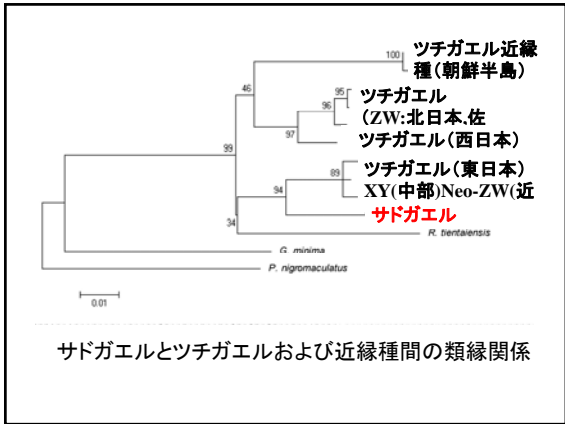 100
ツチガエル近縁
種(朝鮮半島)
46
95
ツチガエル
96
(ZW:北日本,佐
97
ツチガエル(西日本)
99
ツチガエル(東日本)
89
XY(中部)Neo-ZW(近
94
サドガエル
34
R. tientaiensis
G. minima
P. nigromaculatus
0.01
サドガエルとツチガエルおよび近縁種間の類縁関係